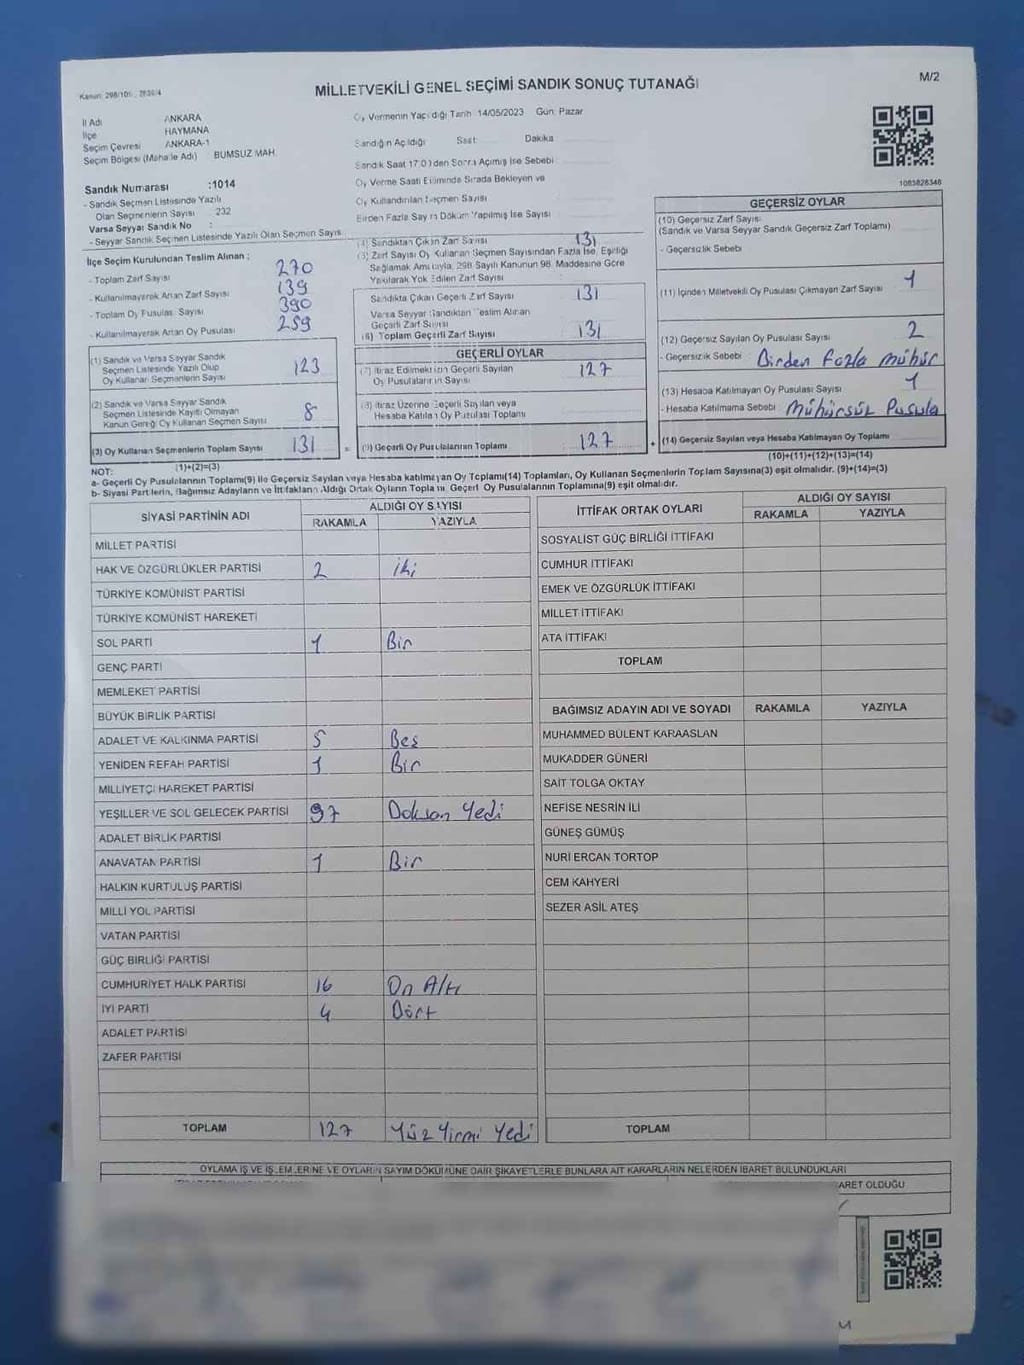 Kanun: 298/105, 2839/4
MİLLETVEKİLİ GENEL SEÇİMİ SANDIK SONUÇ TUTANAĞI
M/2
İl Adı ANKARA
İlçe HAYMANA
Seçim Çevresi ANKARA-1
Seçim Bölgesi (Mahalle Adı) BUMSUZ MAH.
Sandık Numarası :1014
- Sandık Seçmen Listesinde Yazılı
Olan Seçmenlerin Sayısı : 232
Varsa Seyyar Sandık No :
- Seyyar Sandık Seçmen Listesinde Yazılı Olan Seçmen Sayısı
Oy Vermenin Yapıldığı Tarih 14/05/2023 Gün: Pazar
Sandığın Açıldığı Saat: Dakika
Sandık Saat 17:00 den Sonra Açılmış İse Sebebi
Oy Verme Saati Bitiminde Sırada Bekleyen ve
Oy Kullandırılan Seçmen Sayısı
Birden Fazla Sayım Döküm Yapılmış İse Sayısı
1083828348
İlçe Seçim Kurulundan Teslim Alınan ;
- Toplam Zarf Sayısı 270
- Kullanılmayarak Artan Zarf Sayısı 139
- Toplam Oy Pusulası Sayısı 390
- Kullanılmayarak Artan Oy Pusulası 259
(4) Sandıktan Çıkan Zarf Sayısı 131
(5) Zarf Sayısı Oy Kullanan Seçmen Sayısından Fazla İse, Eşitliği
Sağlamak Amacıyla, 298 Sayılı Kanunun 98. Maddesine Göre
Yakılarak Yok Edilen Zarf Sayısı
Sandıkta Çıkan Geçerli Zarf Sayısı 131
Varsa Seyyar Sandıktan Teslim Alınan
Geçerli Zarf Sayısı
(6) Toplam Geçerli Zarf Sayısı 131
GEÇERSİZ OYLAR
(10) Geçersiz Zarf Sayısı
(Sandık ve Varsa Seyyar Sandık Geçersiz Zarf Toplamı)
- Geçersizlik Sebebi
(11) İçinden Milletvekili Oy Pusulası Çıkmayan Zarf Sayısı 1
(12) Geçersiz Sayılan Oy Pusulası Sayısı 2
- Geçersizlik Sebebi : Birden Fazla mühür
(13) Hesaba Katılmayan Oy Pusulası Sayısı 1
- Hesaba Katılmama Sebebi : Mühürsüz Pusula
(14) Geçersiz Sayılan veya Hesaba Katılmayan Oy Toplamı
(10)+(11)+(12)+(13)=(14)
(1) Sandık ve Varsa Seyyar Sandık
Seçmen Listesinde Yazılı Olup
Oy Kullanan Seçmenlerin Sayısı 123
(2) Sandık ve Varsa Seyyar Sandık
Seçmen Listesinde Kayıtlı Olmayan
Kanun Gereği Oy Kullanan Seçmen Sayısı 8
(3) Oy Kullanan Seçmenlerin Toplam Sayısı 131 =
(1)+(2)=(3)
GEÇERLİ OYLAR
(7) İtiraz Edilmeksizin Geçerli Sayılan
Oy Pusulalarının Sayısı 127
(8) İtiraz Üzerine Geçerli Sayılan veya
Hesaba Katılan Oy Pusulası Toplamı
(9) Geçerli Oy Pusulalarının Toplamı 127 +
NOT:
a- Geçerli Oy Pusulalarının Toplamı(9) ile Geçersiz Sayılan veya Hesaba katılmayan Oy Toplamı(14) Toplamları, Oy Kullanan Seçmenlerin Toplam Sayısına(3) eşit olmalıdır. (9)+(14)=(3)
b- Siyasi Partilerin, Bağımsız Adayların ve İttifakların Aldığı Ortak Oyların Toplamı, Geçerli Oy Pusulalarının Toplamına(9) eşit olmalıdır.
SİYASİ PARTİNİN ADI ALDIĞI OY SAYISI
RAKAMLA YAZIYLA
MİLLET PARTİSİ
HAK VE ÖZGÜRLÜKLER PARTİSİ 2 iki
TÜRKİYE KOMÜNİST PARTİSİ
TÜRKİYE KOMÜNİST HAREKETİ
SOL PARTİ 1 Bir
GENÇ PARTİ
MEMLEKET PARTİSİ
BÜYÜK BİRLİK PARTİSİ
ADALET VE KALKINMA PARTİSİ 5 Beş
YENİDEN REFAH PARTİSİ 1 Bir
MİLLİYETÇİ HAREKET PARTİSİ
YEŞİLLER VE SOL GELECEK PARTİSİ 97 Doksan Yedi
ADALET BİRLİK PARTİSİ
ANAVATAN PARTİSİ 1 Bir
HALKIN KURTULUŞ PARTİSİ
MİLLİ YOL PARTİSİ
VATAN PARTİSİ
GÜÇ BİRLİĞİ PARTİSİ
CUMHURİYET HALK PARTİSİ 16 On Altı
İYİ PARTİ 4 Dört
ADALET PARTİSİ
ZAFER PARTİSİ
TOPLAM 127 Yüz Yirmi Yedi
İTTİFAK ORTAK OYLARI ALDIĞI OY SAYISI
RAKAMLA YAZIYLA
SOSYALİST GÜÇ BİRLİĞİ İTTİFAKI
CUMHUR İTTİFAKI
EMEK VE ÖZGÜRLÜK İTTİFAKI
MİLLET İTTİFAKI
ATA İTTİFAKI
TOPLAM
BAĞIMSIZ ADAYIN ADI VE SOYADI RAKAMLA YAZIYLA
MUHAMMED BÜLENT KARAASLAN
MUKADDER GÜNERİ
SAİT TOLGA OKTAY
NEFİSE NESRİN İLİ
GÜNEŞ GÜMÜŞ
NURİ ERCAN TORTOP
CEM KAHYERİ
SEZER ASİL ATEŞ
TOPLAM
OYLAMA İŞ VE İŞLEMLERİNE VE OYLARIN SAYIM DÖKÜMÜNE DAİR ŞİKAYETLERLE BUNLARA AİT KARARLARIN NELERDEN İBARET BULUNDUKLARI
ARET OLDUĞU